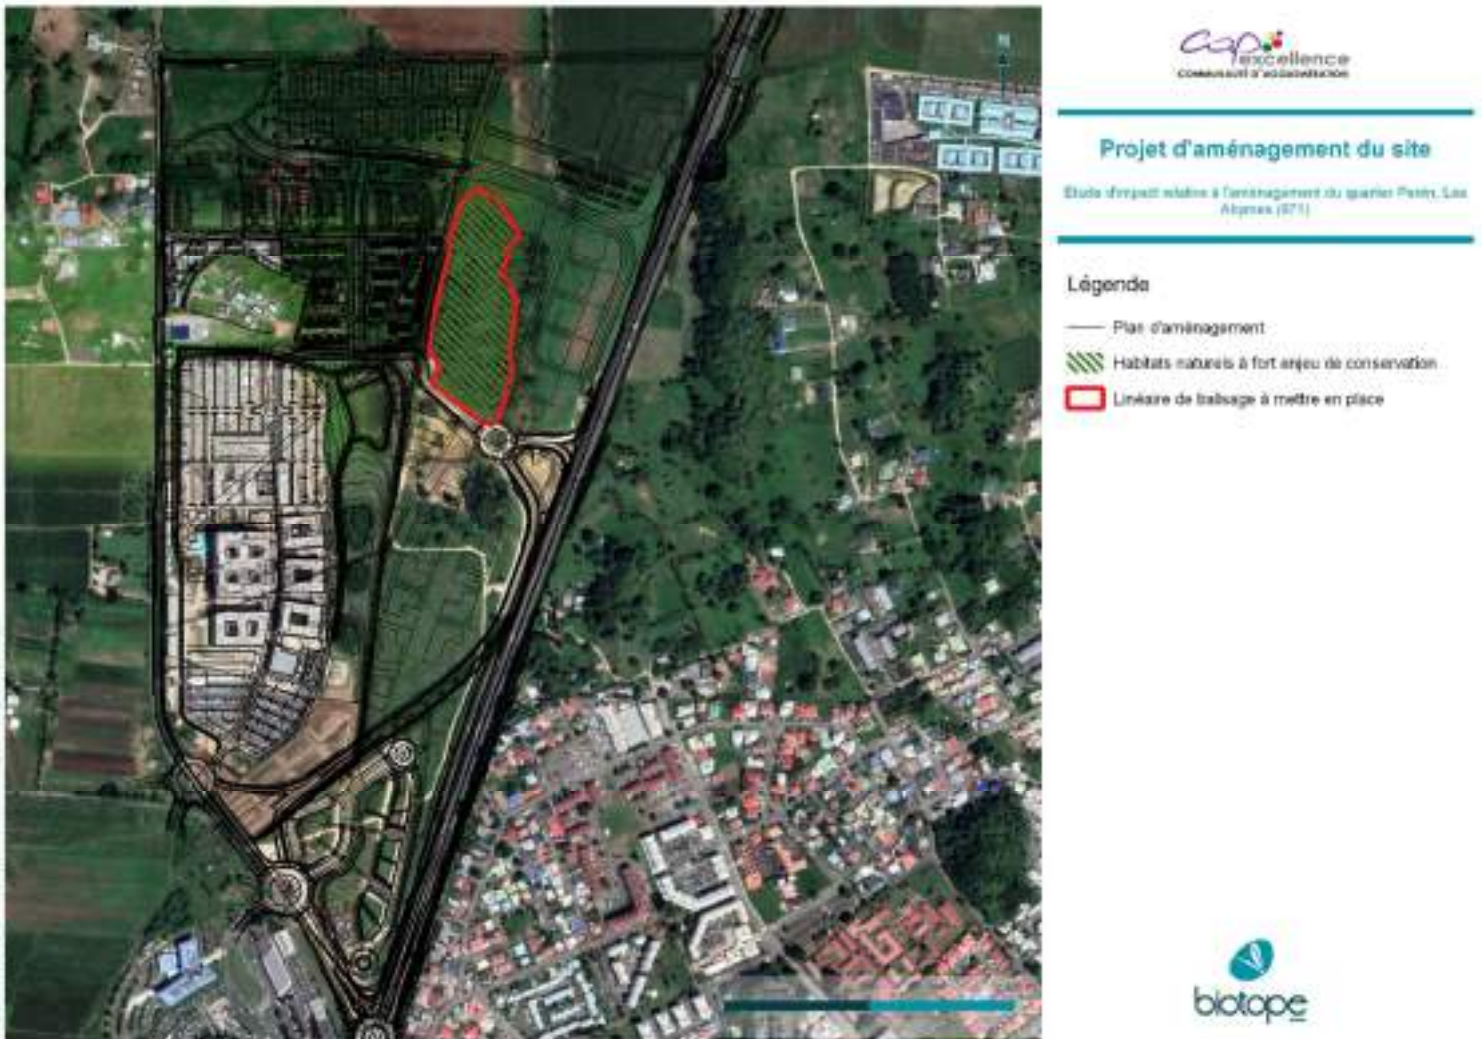 cap excellence
COMMUNAUTÉ D'AGGLOMÉRATION
Projet d'aménagement du site
Etude d'impact relative à l'aménagement du quartier Perrin, Les
Abymes (971)
Légende
Plan d'aménagement
Habitats naturels à fort enjeu de conservation
Linéaire de balisage à mettre en place
biotope